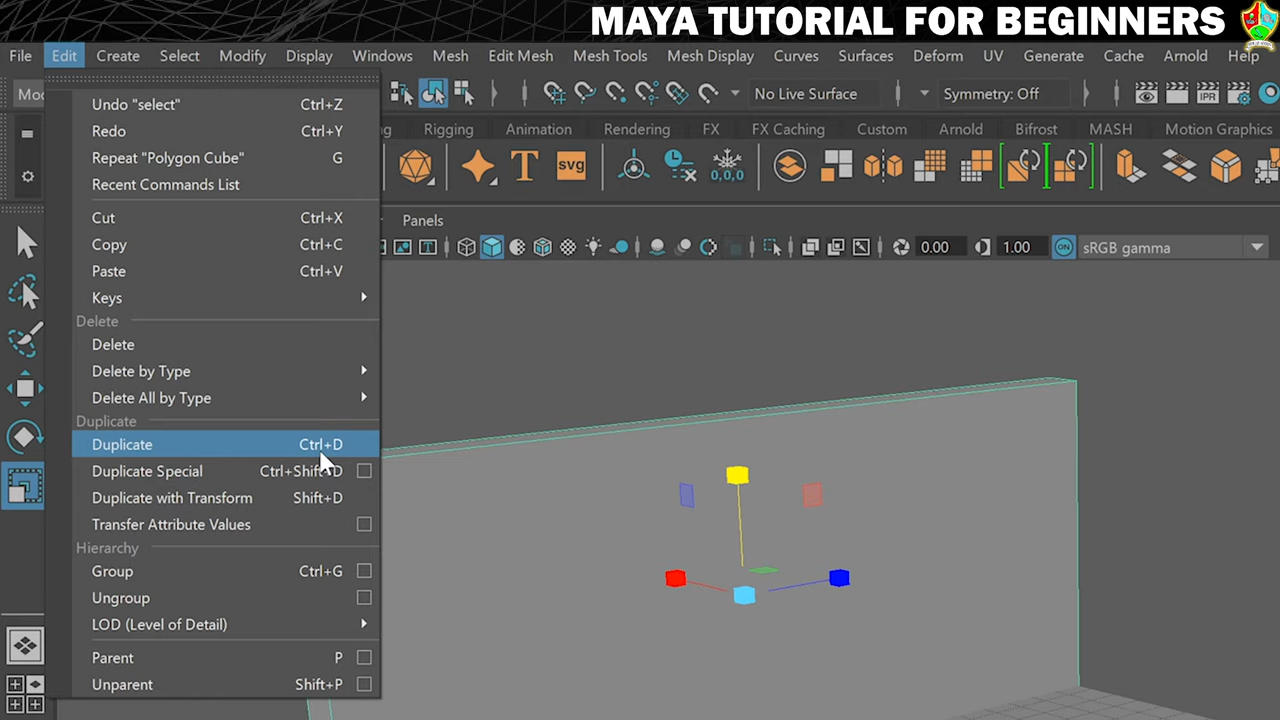 MAYA TUTORIAL FOR BEGINNERS
File Edit Create Select Modify Display Windows Mesh Edit Mesh Mesh Tools Mesh Display Curves Surfaces Deform UV Generate Cache Arnold Help
No Live Surface Symmetry: Off IPR
Rigging Animation Rendering FX FX Caching Custom Arnold Bifrost MASH Motion Graphics
T svg 0,0,0
Panels
T 0.00 1.00 ON sRGB gamma
Undo "select" Ctrl+Z
Redo Ctrl+Y
Repeat "Polygon Cube" G
Recent Commands List
Cut Ctrl+X
Copy Ctrl+C
Paste Ctrl+V
Keys
Delete
Delete
Delete by Type
Delete All by Type
Duplicate
Duplicate Ctrl+D
Duplicate Special Ctrl+Shift+D
Duplicate with Transform Shift+D
Transfer Attribute Values
Hierarchy
Group Ctrl+G
Ungroup
LOD (Level of Detail)
Parent P
Unparent Shift+P